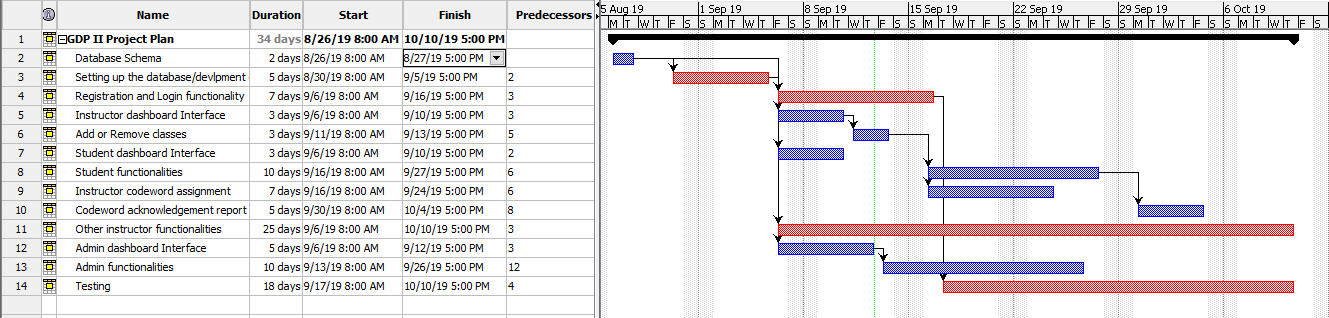 Name Duration Start Finish Predecessors 5 Aug 19 1 Sep 19 8 Sep 19 15 Sep 19 22 Sep 19 29 Sep 19 6 Oct 19
M T W T F S S M T W T F S S M T W T F S S M T W T F S S M T W T F S S M T W T F S S M T W T F S
1 GDP II Project Plan 34 days 8/26/19 8:00 AM 10/10/19 5:00 PM
2 Database Schema 2 days 8/26/19 8:00 AM 8/27/19 5:00 PM
3 Setting up the database/devlpment 5 days 8/30/19 8:00 AM 9/5/19 5:00 PM 2
4 Registration and Login functionality 7 days 9/6/19 8:00 AM 9/16/19 5:00 PM 3
5 Instructor dashboard Interface 3 days 9/6/19 8:00 AM 9/10/19 5:00 PM 3
6 Add or Remove classes 3 days 9/11/19 8:00 AM 9/13/19 5:00 PM 5
7 Student dashboard Interface 3 days 9/6/19 8:00 AM 9/10/19 5:00 PM 2
8 Student functionalities 10 days 9/16/19 8:00 AM 9/27/19 5:00 PM 6
9 Instructor codeword assignment 7 days 9/16/19 8:00 AM 9/24/19 5:00 PM 6
10 Codeword acknowledgement report 5 days 9/30/19 8:00 AM 10/4/19 5:00 PM 8
11 Other instructor functionalities 25 days 9/6/19 8:00 AM 10/10/19 5:00 PM 3
12 Admin dashboard Interface 5 days 9/6/19 8:00 AM 9/12/19 5:00 PM 3
13 Admin functionalities 10 days 9/13/19 8:00 AM 9/26/19 5:00 PM 12
14 Testing 18 days 9/17/19 8:00 AM 10/10/19 5:00 PM 4